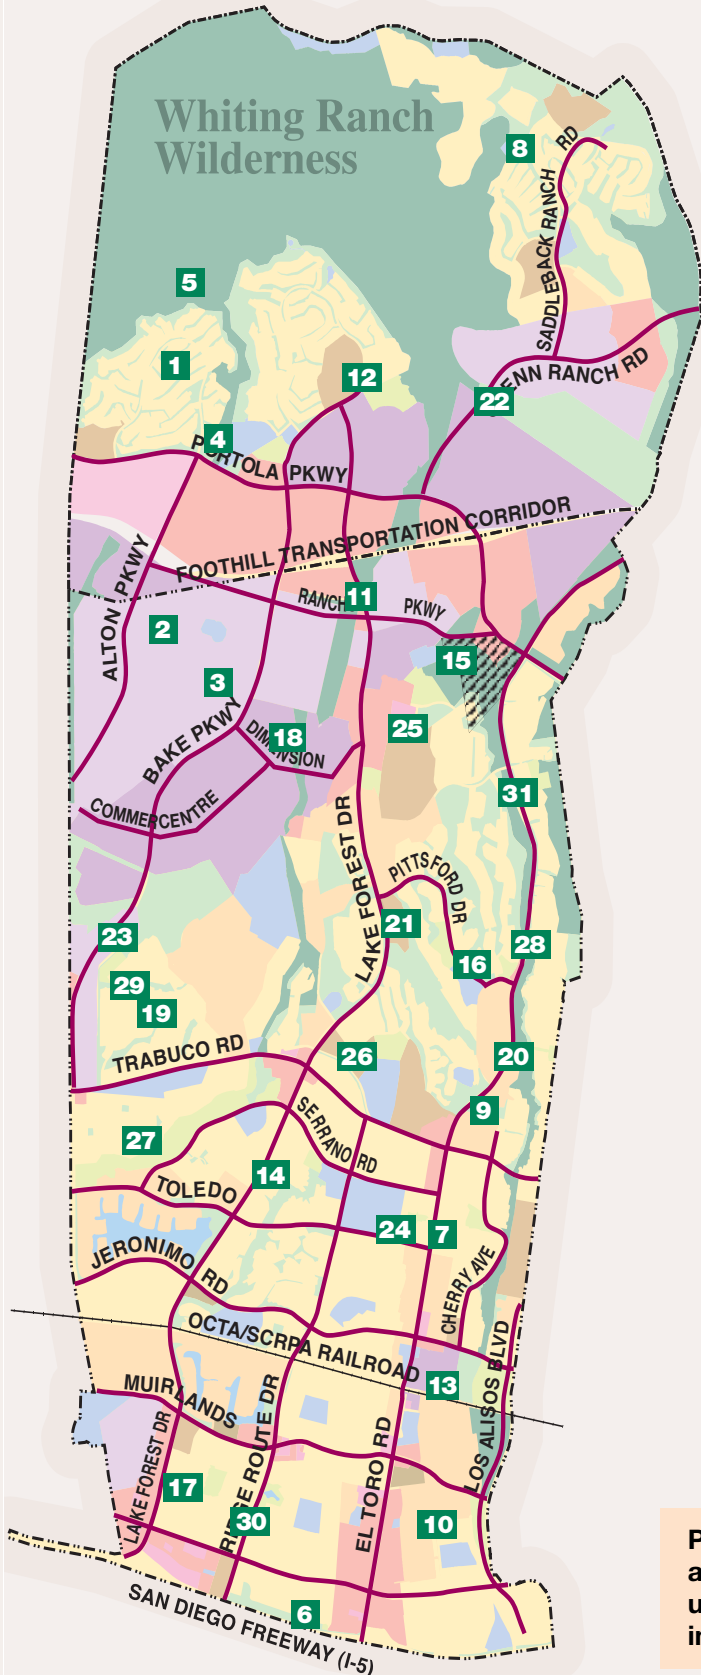 Whiting Ranch
Wilderness
8
RD
SADDLEBACK RANCH
5
1
12
ENN RANCH RD
22
4
PORTOLA PKWY
FOOTHILL TRANSPORTATION CORRIDOR
ALTON PKWY
RANCH
11
PKWY
2
15
3
BAKE PKWY
18
DIMENSION
25
COMMERCENTRE
31
LAKE FOREST DR
PITTSFORD DR
21
23
28
16
29
19
TRABUCO RD
26
20
9
SERRANO RD
27
14
TOLEDO
24
7
JERONIMO RD
CHERRY AVE
OCTA/SCRPA RAILROAD
13
LOS ALISOS BLVD
MUIRLANDS
LAKE FOREST DR
RIDGE ROUTE DR
EL TORO RD
17
30
10
6
SAN DIEGO FREEWAY (I-5)
P
a
u
in